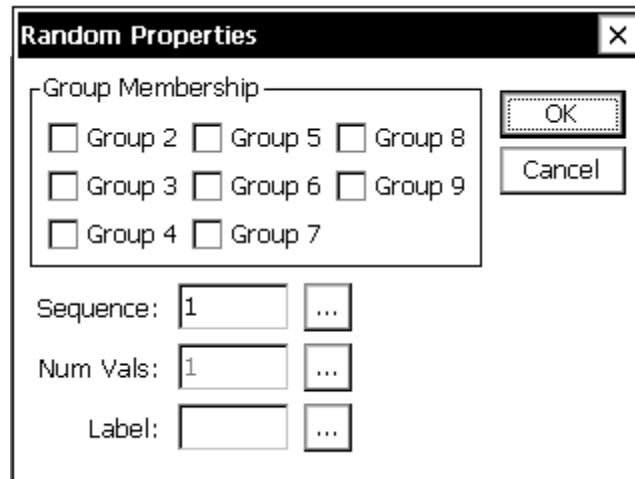 Random Properties
Group Membership
Group 2 Group 5 Group 8
Group 3 Group 6 Group 9
Group 4 Group 7
OK
Cancel
Sequence: 1 ...
Num Vals: 1 ...
Label: ...